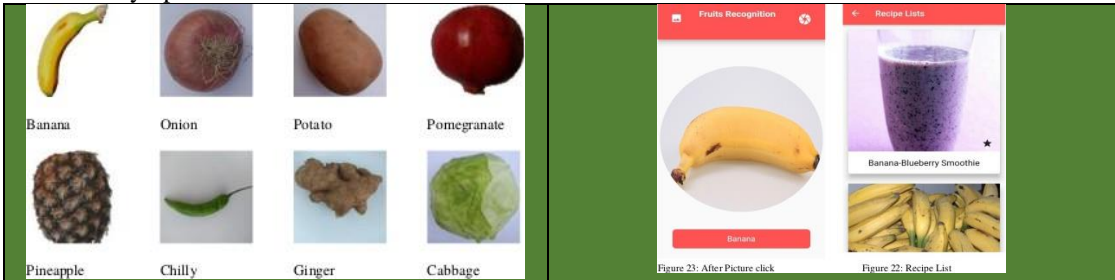 Banana Onion Potato Pomegranate
Pineapple Chilly Ginger Cabbage
Fruits Recognition
Banana
Figure 23: After Picture click
Recipe Lists
Banana-Blueberry Smoothie
Figure 22: Recipe List